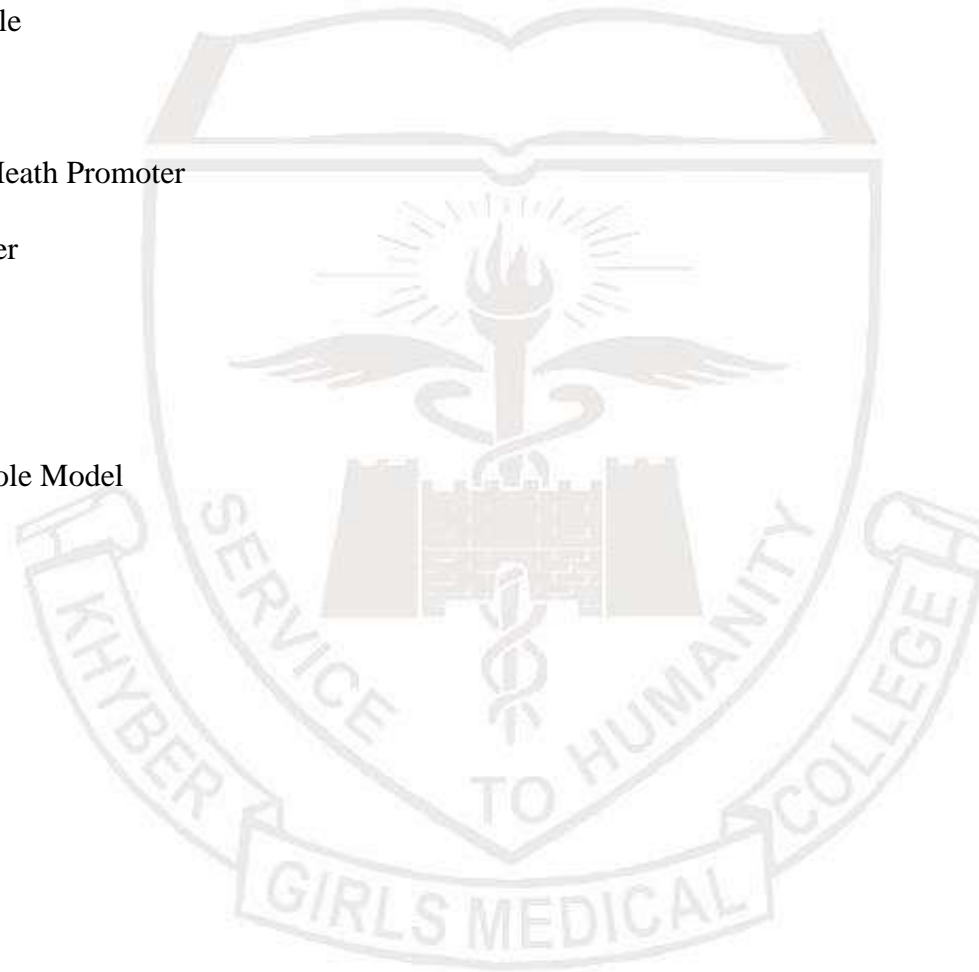 le
Heath Promoter
er
ole Model
SERVICE TO HUMANITY
KHYBER GIRLS MEDICAL COLLEGE